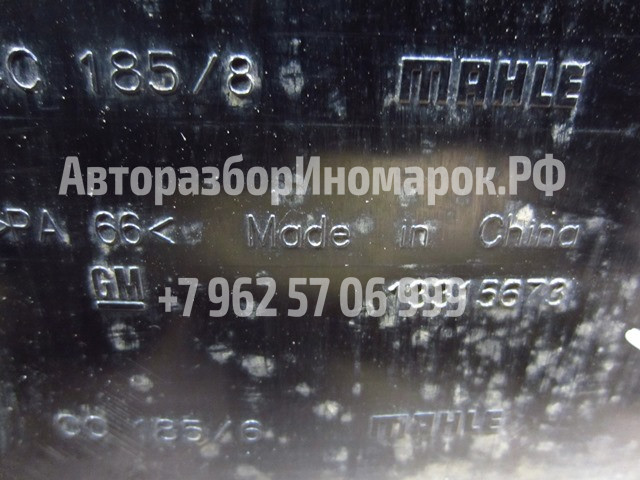 CC 185/8 MAHLE
АвторазборИномарок.РФ
>PA 66< Made in China
GM
+7 962 57 06 999
CC 185/6 MAHLE